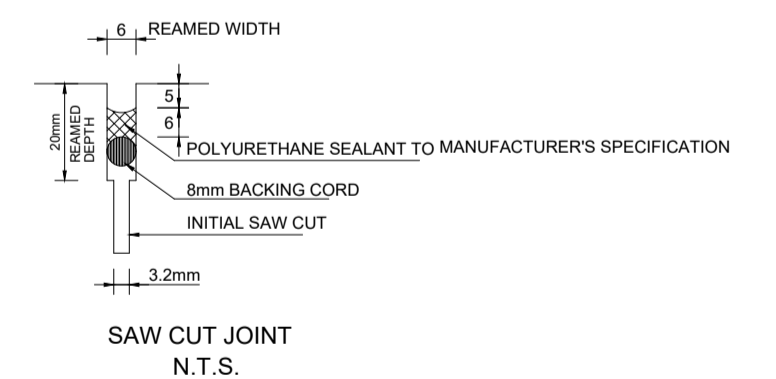 6 REAMED WIDTH
5
20mm
REAMED
DEPTH
6
POLYURETHANE SEALANT TO MANUFACTURER'S SPECIFICATION
8mm BACKING CORD
INITIAL SAW CUT
3.2mm
SAW CUT JOINT
N.T.S.